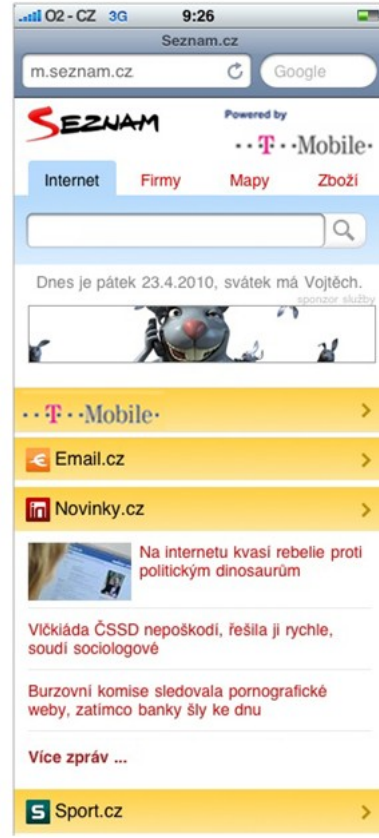 O2 - CZ 3G 9:26
Seznam.cz
m.seznam.cz Google
SEZNAM
Powered by
T Mobile
Internet Firmy Mapy Zboží
Dnes je pátek 23.4.2010, svátek má Vojtěch.
sponzor služby
T Mobile
Email.cz
Novinky.cz
Na internetu kvasí rebelie proti
politickým dinosaurům
Vlčkiáda ČSSD nepoškodí, řešila ji rychle,
soudí sociologové
Burzovní komise sledovala pornografické
weby, zatímco banky šly ke dnu
Více zpráv ...
S Sport.cz